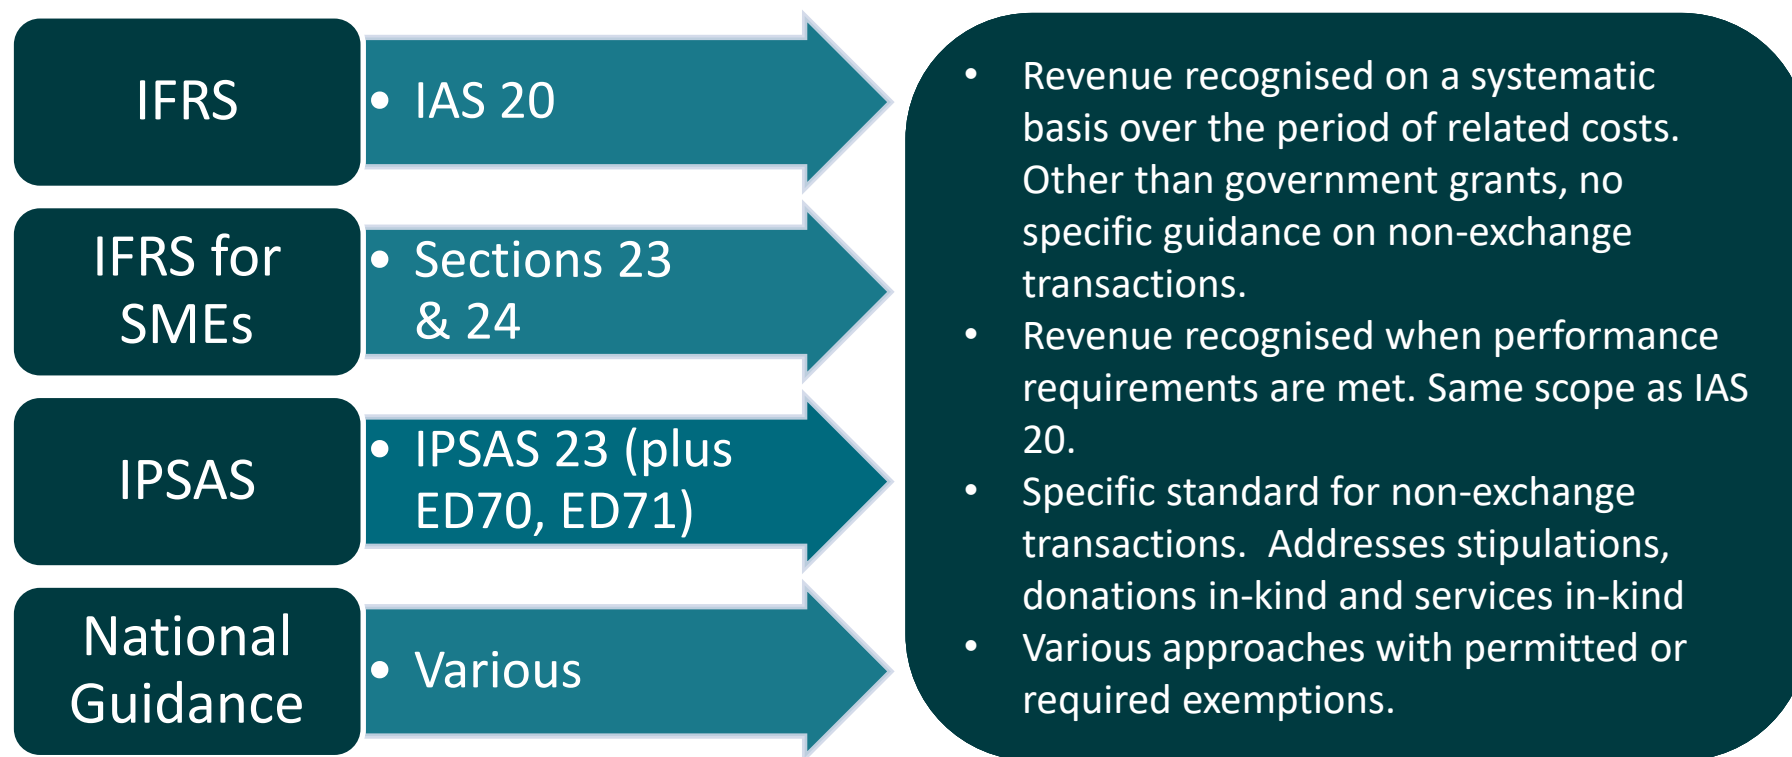 IFRS
• IAS 20
IFRS for
SMEs
• Sections 23
& 24
IPSAS
• IPSAS 23 (plus
ED70, ED71)
National
Guidance
• Various
• Revenue recognised on a systematic
basis over the period of related costs.
Other than government grants, no
specific guidance on non-exchange
transactions.
• Revenue recognised when performance
requirements are met. Same scope as IAS
20.
• Specific standard for non-exchange
transactions.  Addresses stipulations,
donations in-kind and services in-kind
• Various approaches with permitted or
required exemptions.